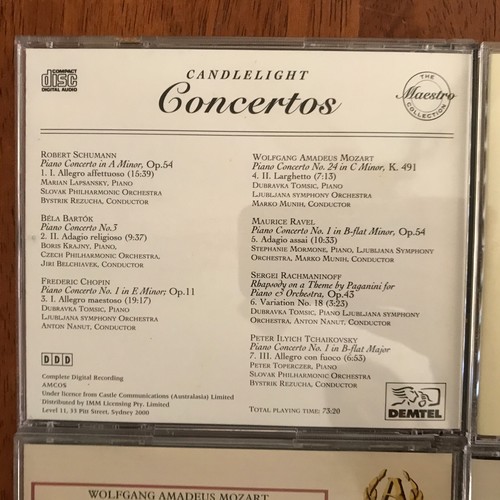 COMPACT
disc
DIGITAL AUDIO
CANDLELIGHT
Concertos
THE
Maestro
COLLECTION
ROBERT SCHUMANN
Piano Concerto in A Minor, Op.54
1. I. Allegro affettuoso (15:39)
MARIAN LAPSANSKY, PIANO
SLOVAK PHILHARMONIC ORCHESTRA
BYSTRIK REZUCHA, CONDUCTOR
BÉLA BARTÓK
Piano Concerto No.3
2. II. Adagio religioso (9:37)
BORIS KRAJNY, PIANO,
CZECH PHILHARMONIC ORCHESTRA,
JIRI BELCHIAVEK, CONDUCTOR
FREDERIC CHOPIN
Piano Concerto No. 1 in E Minor; Op.11
3. I. Allegro maestoso (19:17)
DUBRAVKA TOMSIC, PIANO
LJUBLJANA SYMPHONY ORCHESTRA
ANTON NANUT, CONDUCTOR
D D D
Complete Digital Recording
AMCOS
Under licence from Castle Communications (Australasia) Limited
Distributed by IMM Licensing Pty. Limited
Level 11, 33 Pitt Street, Sydney 2000
WOLFGANG AMADEUS MOZART
Piano Concerto No. 24 in C Minor, K. 491
4. II. Larghetto (7:13)
DUBRAVKA TOMSIC, PIANO
LJUBLJANA SYMPHONY ORCHESTRA
MARKO MUNIH, CONDUCTOR
MAURICE RAVEL
Piano Concerto No. 1 in B-flat Minor, Op.54
5. Adagio assai (10:33)
STEPHANIE MORMONE, PIANO, LJUBLJANA SYMPHONY
ORCHESTRA, MARKO MUNIH, CONDUCTOR
SERGEI RACHMANINOFF
Rhapsody on a Theme by Paganini for
Piano & Orchestra, Op.43
6. Variation No. 18 (3:23)
DUBRAVKA TOMSIC, PIANO LJUBLJANA SYMPHONY
ORCHESTRA, ANTON NANUT, CONDUCTOR
PETER ILYICH TCHAIKOVSKY
Piano Concerto No. 1 in B-flat Major
7. III. Allegro con fuoco (6:53)
PETER TOPERCZER, PIANO
SLOVAK PHILHARMONIC ORCHESTRA
BYSTRIK REZUCHA, CONDUCTOR
TOTAL PLAYING TIME: 73:20
DEMTEL
WOLFGANG AMADEUS MOZART